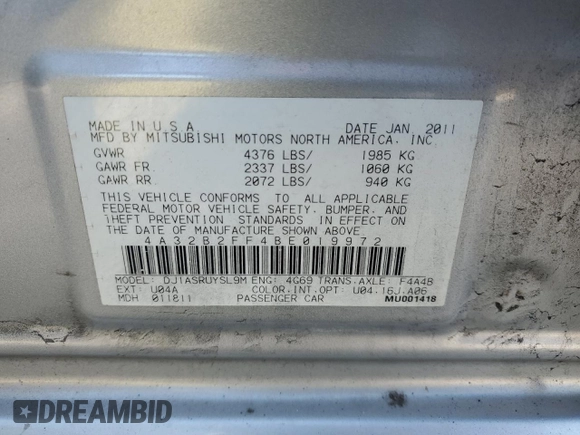 MADE IN U S A DATE JAN, 2011
MFD BY MITSUBISHI MOTORS NORTH AMERICA, INC
GVWR 4376 LBS/ 1985 KG
GAWR FR 2337 LBS/ 1060 KG
GAWR RR 2072 LBS/ 940 KG
THIS VEHICLE CONFORMS TO ALL APPLICABLE
FEDERAL MOTOR VEHICLE SAFETY, BUMPER, AND
THEFT PREVENTION STANDARDS IN EFFECT ON
THE DATE OF MANUFACTURE SHOWN ABOVE
4A32B2FF4BE019972
MODEL: DJ1ASRUYSL9M ENG: 4G69 TRANS,AXLE: F4A4B
EXT: U04A COLOR,INT,OPT: U04,16J,A06
MDH 011811 PASSENGER CAR MU001418
DREAMBID